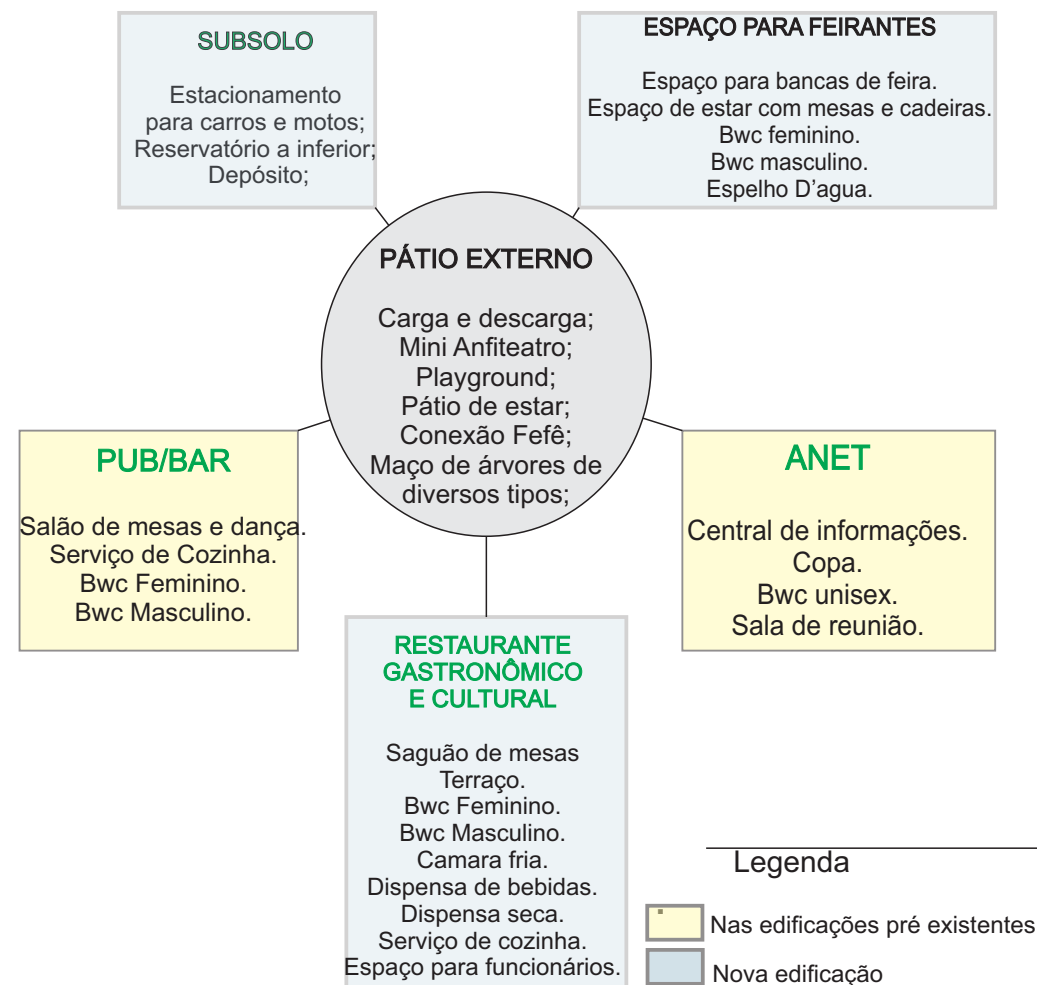 SUBSOLO
Estacionamento
para carros e motos;
Reservatório a inferior;
Depósito;
ESPAÇO PARA FEIRANTES
Espaço para bancas de feira.
Espaço de estar com mesas e cadeiras.
Bwc feminino.
Bwc masculino.
Espelho D'agua.
PÁTIO EXTERNO
Carga e descarga;
Mini Anfiteatro;
Playground;
Pátio de estar;
Conexão Fefê;
Maço de árvores de
diversos tipos;
PUB/BAR
Salão de mesas e dança.
Serviço de Cozinha.
Bwc Feminino.
Bwc Masculino.
ANET
Central de informações.
Copa.
Bwc unisex.
Sala de reunião.
RESTAURANTE
GASTRONÔMICO
E CULTURAL
Saguão de mesas
Terraço.
Bwc Feminino.
Bwc Masculino.
Camara fria.
Dispensa de bebidas.
Dispensa seca.
Serviço de cozinha.
Espaço para funcionários.
Legenda
Nas edificações pré existentes
Nova edificação